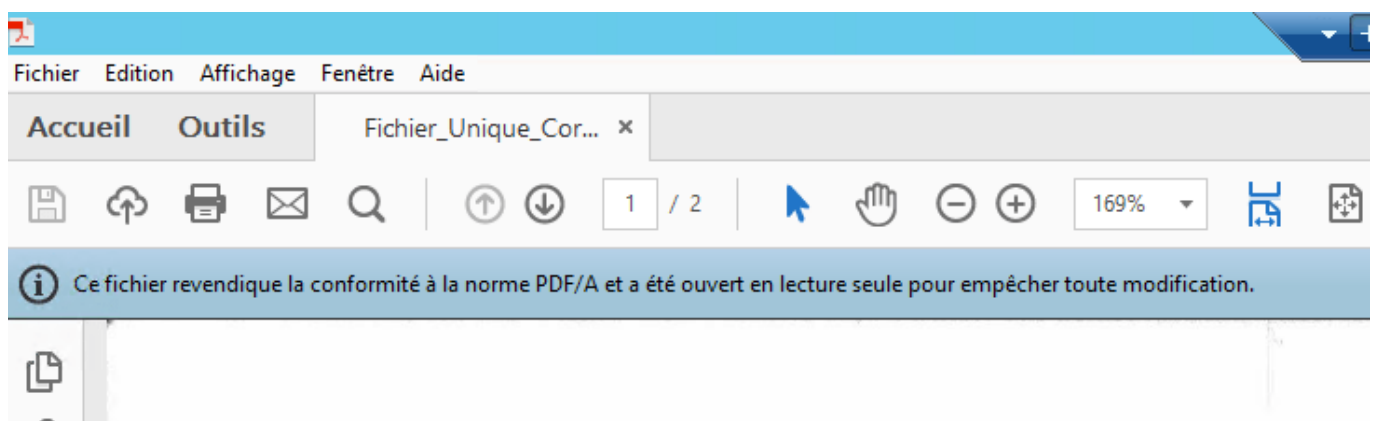 Fichier Edition Affichage Fenêtre Aide
Accueil Outils Fichier_Unique_Cor... ×
1 / 2 169%
Ce fichier revendique la conformité à la norme PDF/A et a été ouvert en lecture seule pour empêcher toute modification.